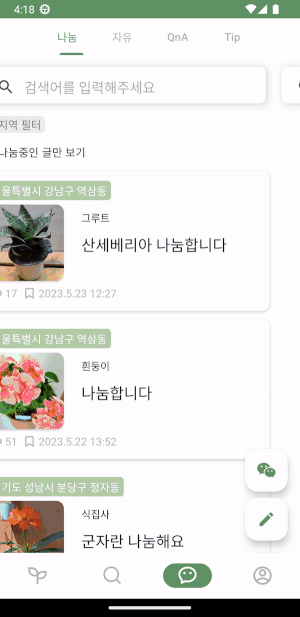 4:18
나눔 자유 QnA Tip
검색어를 입력해주세요
지역 필터
나눔중인 글만 보기
울특별시 강남구 역삼동
그루트
산세베리아 나눔합니다
17 2023.5.23 12:27
울특별시 강남구 역삼동
흰둥이
나눔합니다
51 2023.5.22 13:52
기도 성남시 분당구 정자동
식집사
군자란 나눔해요